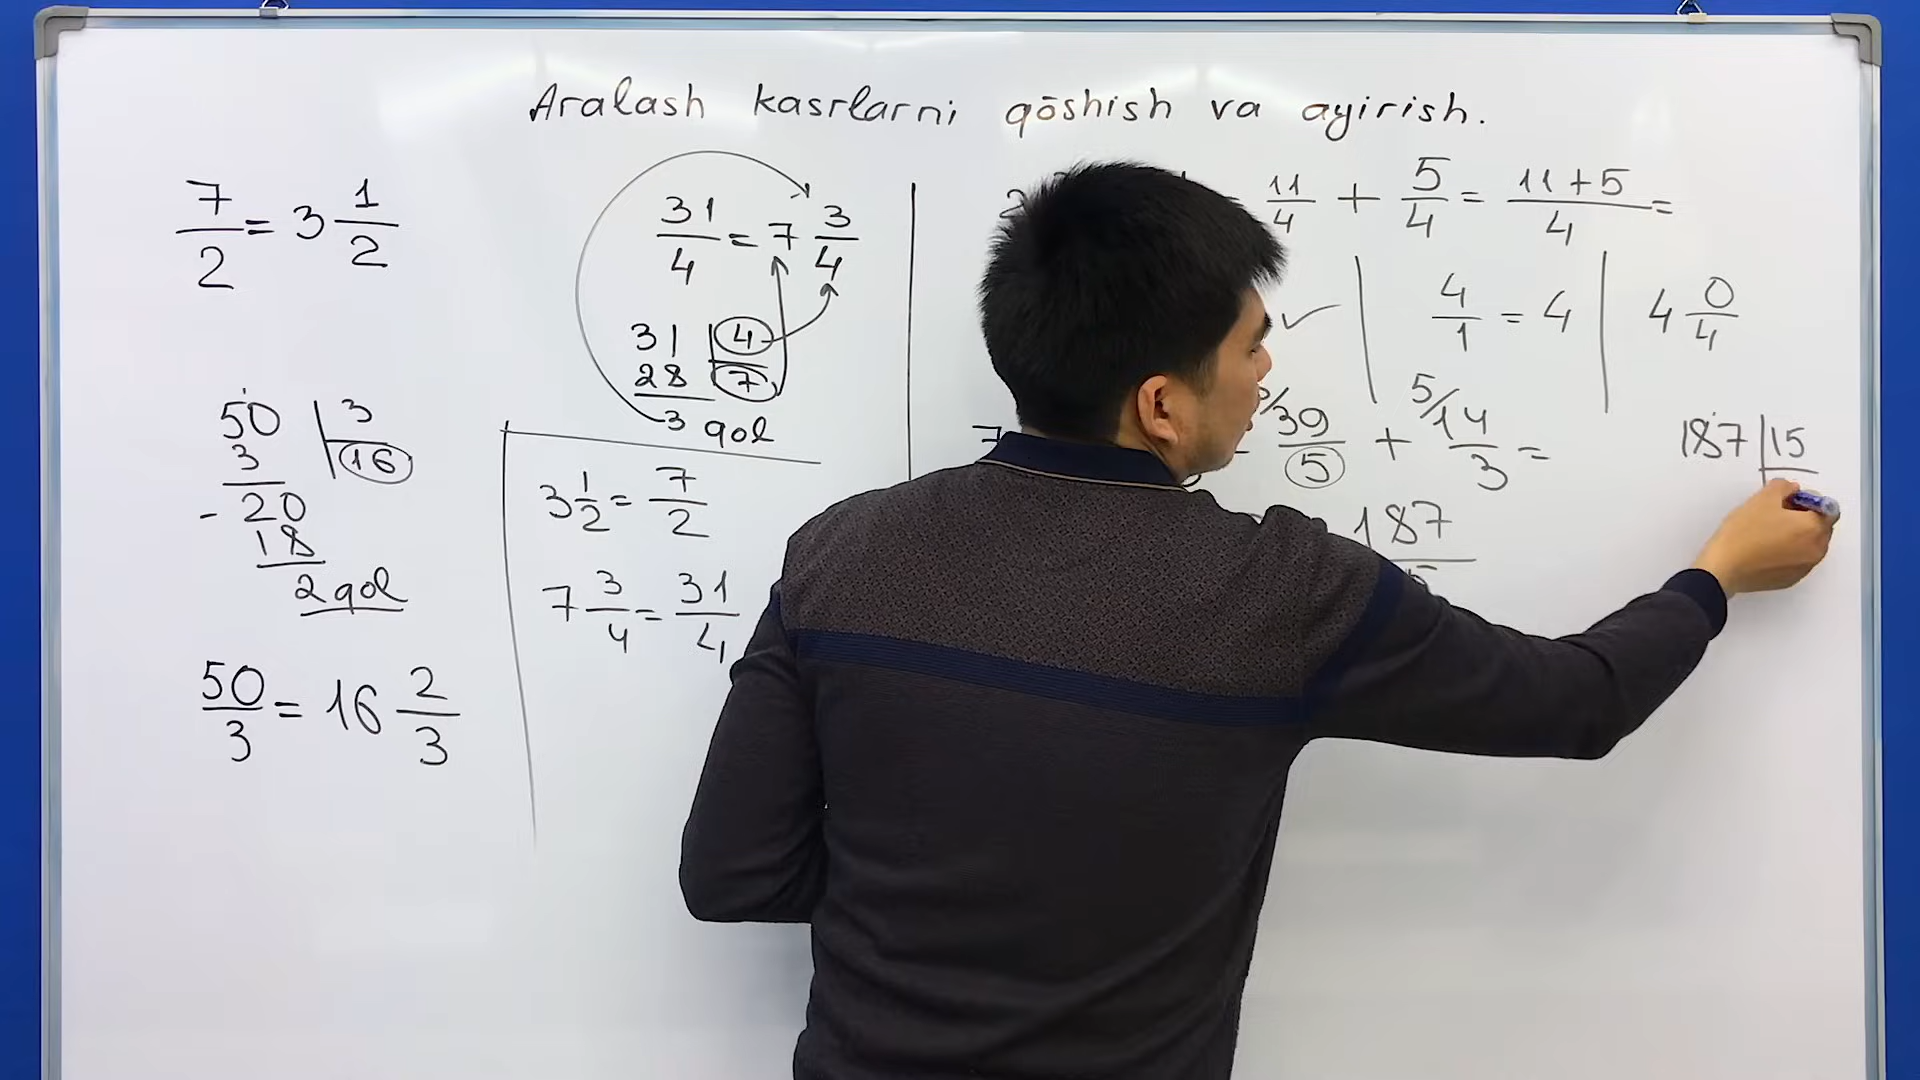 Aralash kasrlarni qōshish va ayirish.
7/2 = 3 1/2
50 | 3
3 | 16
- 20
18
2 qol
50/3 = 16 2/3
31/4 = 7 3/4
31 | 4
28 | 7
3 qol
3 1/2 = 7/2
7 3/4 = 31/4
2
11/4 + 5/4 = (11+5)/4 =
4/1 = 4 | 4 0/4
7
39/5 + 5/ 14/3 =
187
187 | 15